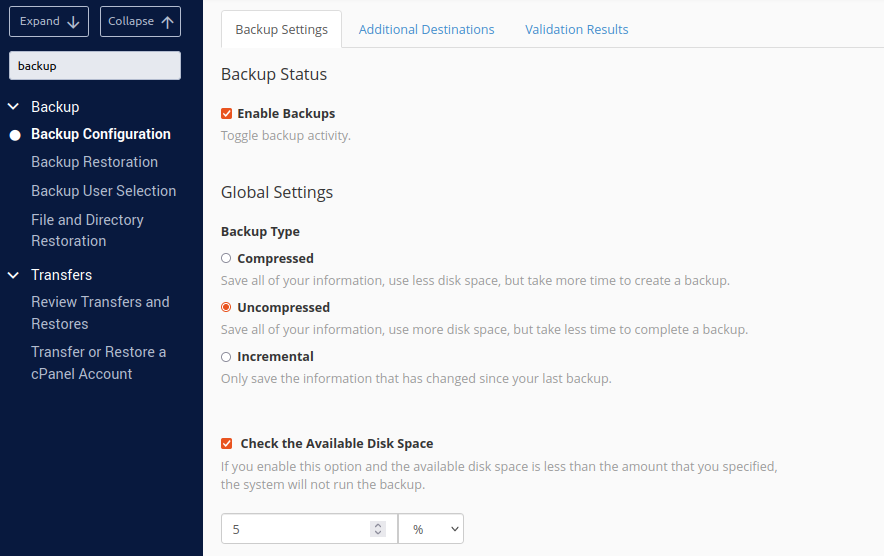 Expand
Collapse
backup
Backup
Backup Configuration
Backup Restoration
Backup User Selection
File and Directory
Restoration
Transfers
Review Transfers and
Restores
Transfer or Restore a
cPanel Account
Backup Settings
Additional Destinations
Validation Results
Backup Status
Enable Backups
Toggle backup activity.
Global Settings
Backup Type
Compressed
Save all of your information, use less disk space, but take more time to create a backup.
Uncompressed
Save all of your information, use more disk space, but take less time to complete a backup.
Incremental
Only save the information that has changed since your last backup.
Check the Available Disk Space
If you enable this option and the available disk space is less than the amount that you specified,
the system will not run the backup.
5
%